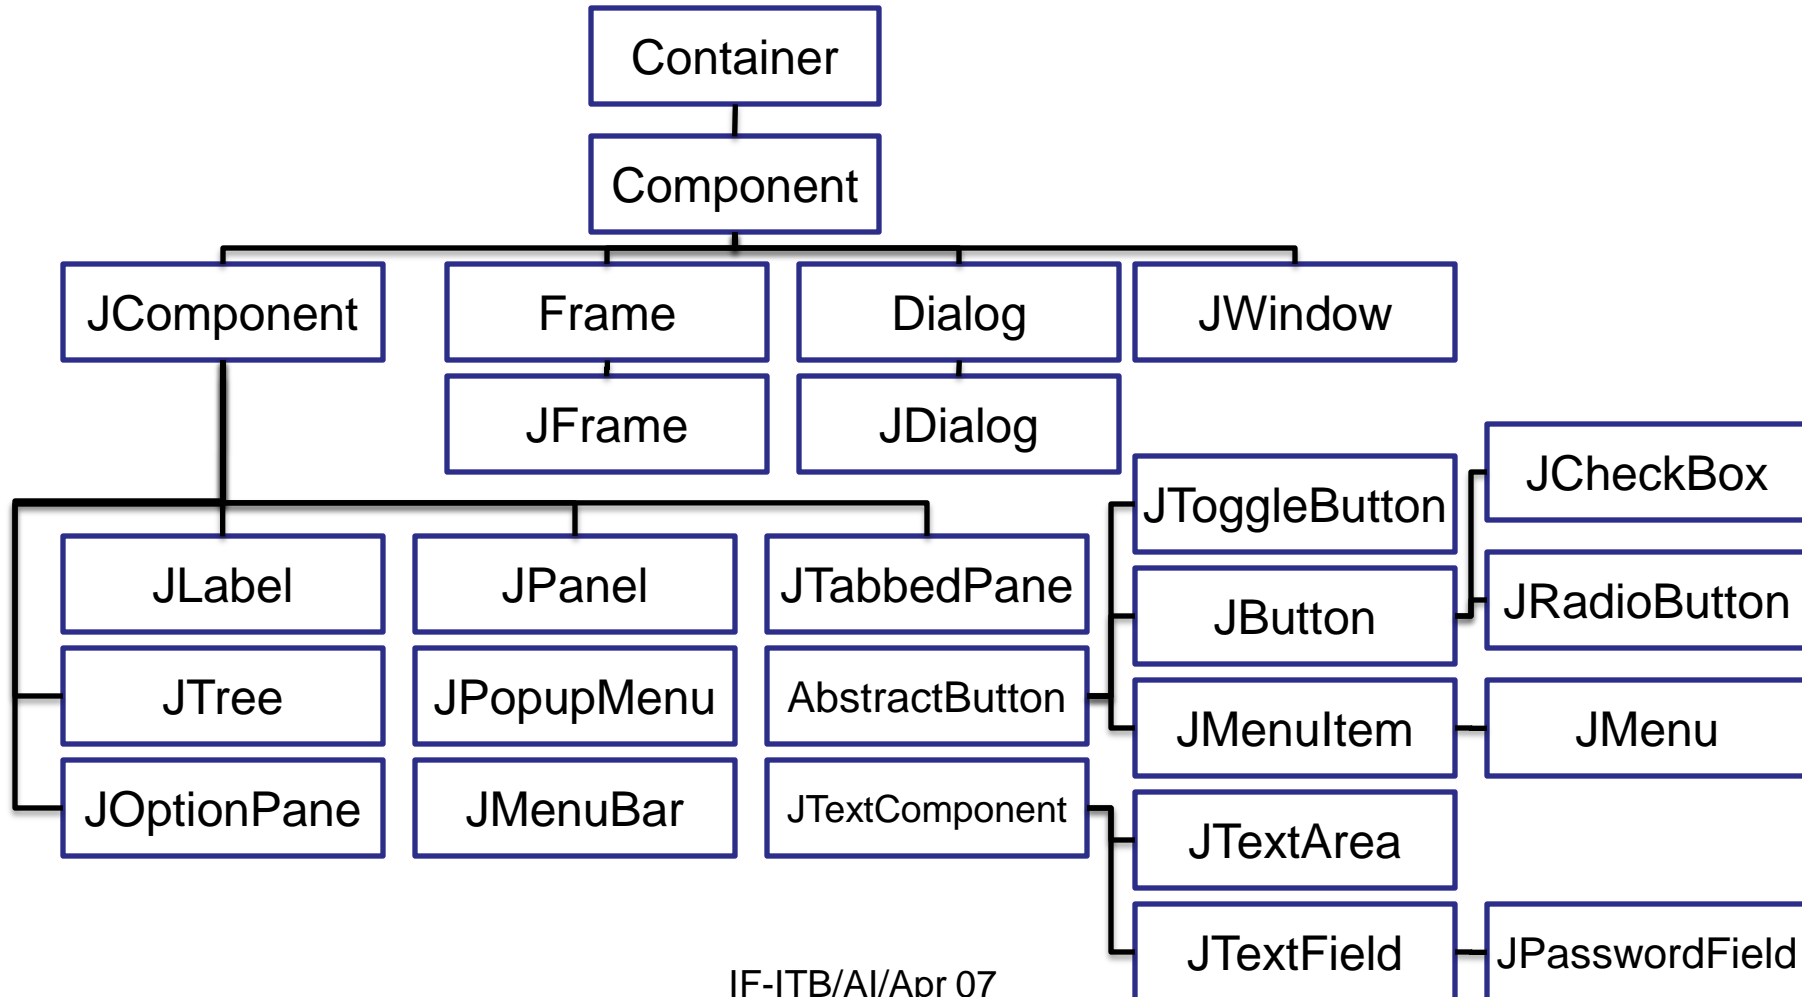 Container
Component
JComponent
Frame
Dialog
JWindow
JFrame
JDialog
JLabel
JPanel
JTabbedPane
JTree
JPopupMenu
AbstractButton
JOptionPane
JMenuBar
JTextComponent
JToggleButton
JButton
JMenuItem
JTextArea
JTextField
JCheckBox
JRadioButton
JMenu
JPasswordField
IF-ITB/AI/Apr 07